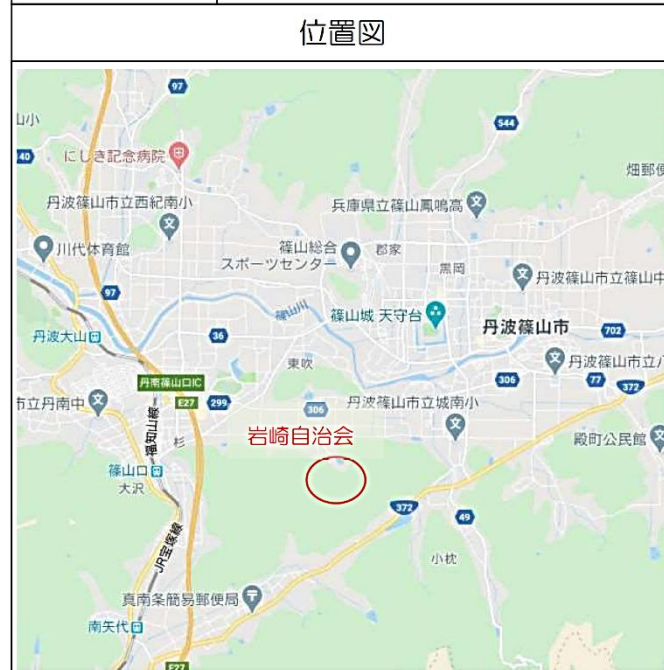 位置図
97
山小
544
40
にしき記念病院
畑郵便
丹波篠山市立西紀南小
兵庫県立篠山鳳鳴高
川代体育館
篠山総合
スポーツセンター
郡家
黒岡
丹波篠山市立篠山中
97
篠山川
篠山城 天守台
丹波大山
36
丹波篠山市
702
東吹
丹波篠山市立八
丹南篠山口IC
306
77
372
市立丹南中
E27
299
306
丹波篠山市立城南小
福知山線
杉
岩崎自治会
殿町公民館
篠山口
大沢
372
49
JR宝塚線
小枕
真南条簡易郵便局
南矢代
E27